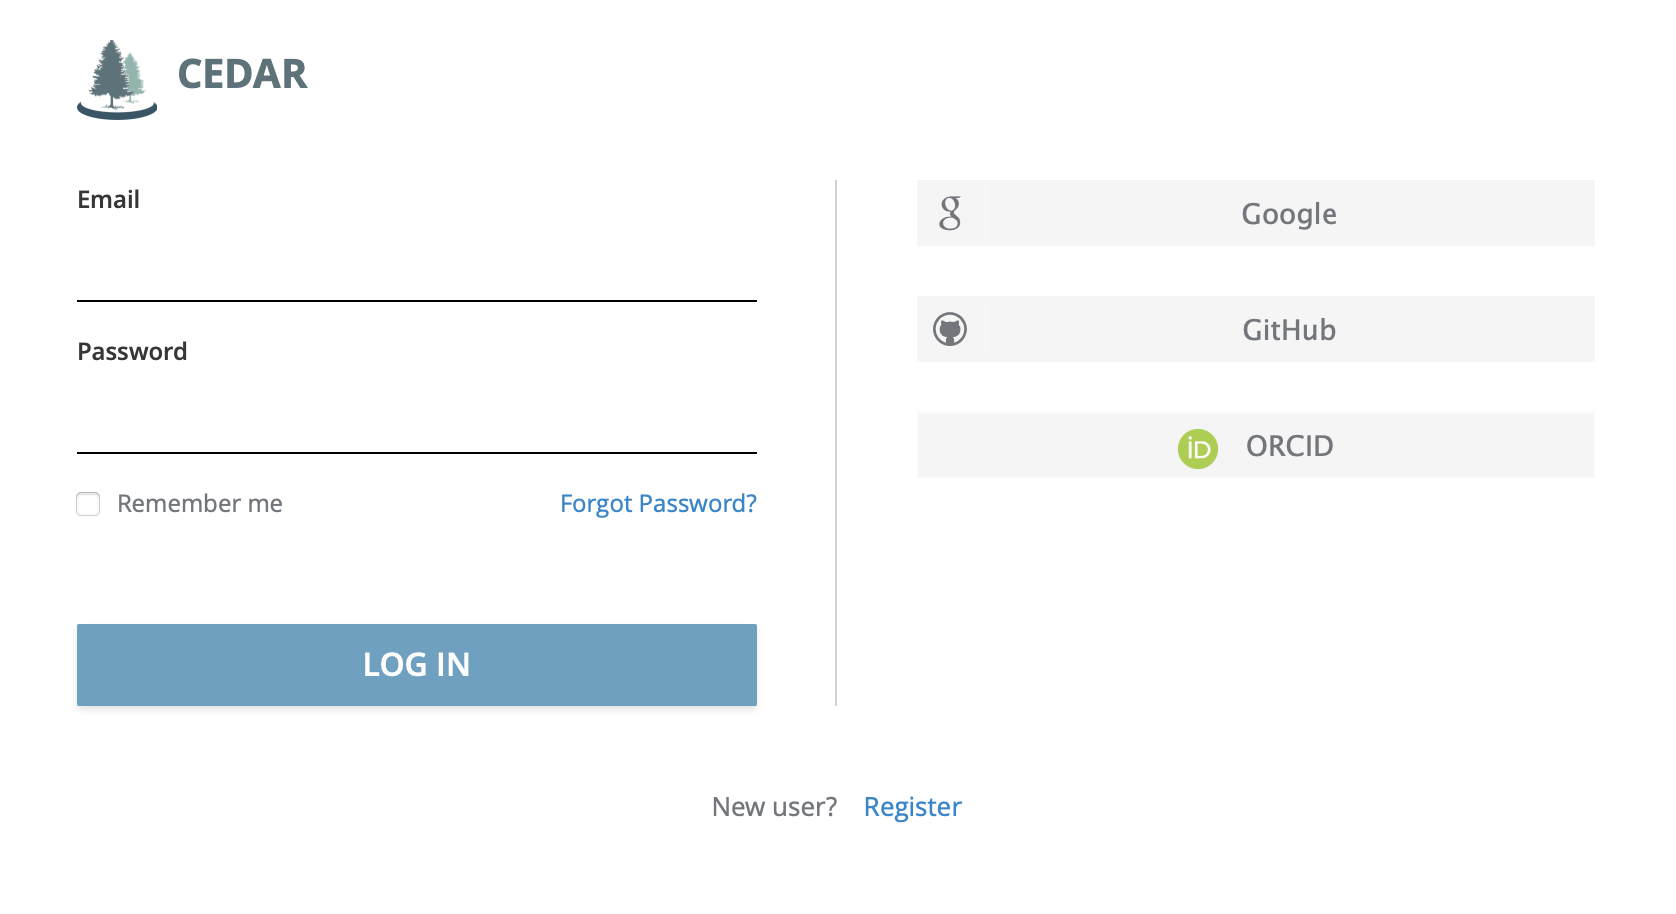 CEDAR
Email
Password
Remember me
Forgot Password?
LOG IN
g
Google
GitHub
iD
ORCID
New user? Register